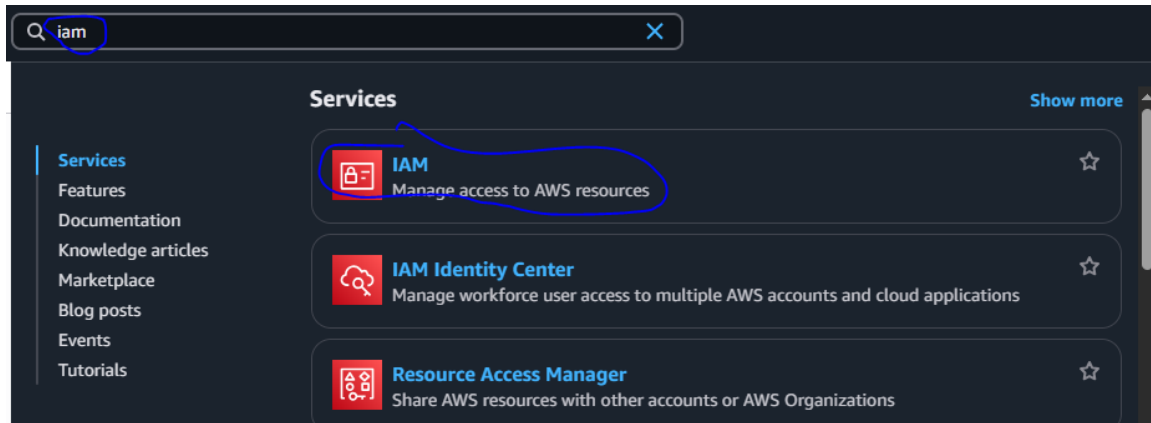 iam
Services
Show more
Services
Features
Documentation
Knowledge articles
Marketplace
Blog posts
Events
Tutorials
IAM
Manage access to AWS resources
IAM Identity Center
Manage workforce user access to multiple AWS accounts and cloud applications
Resource Access Manager
Share AWS resources with other accounts or AWS Organizations